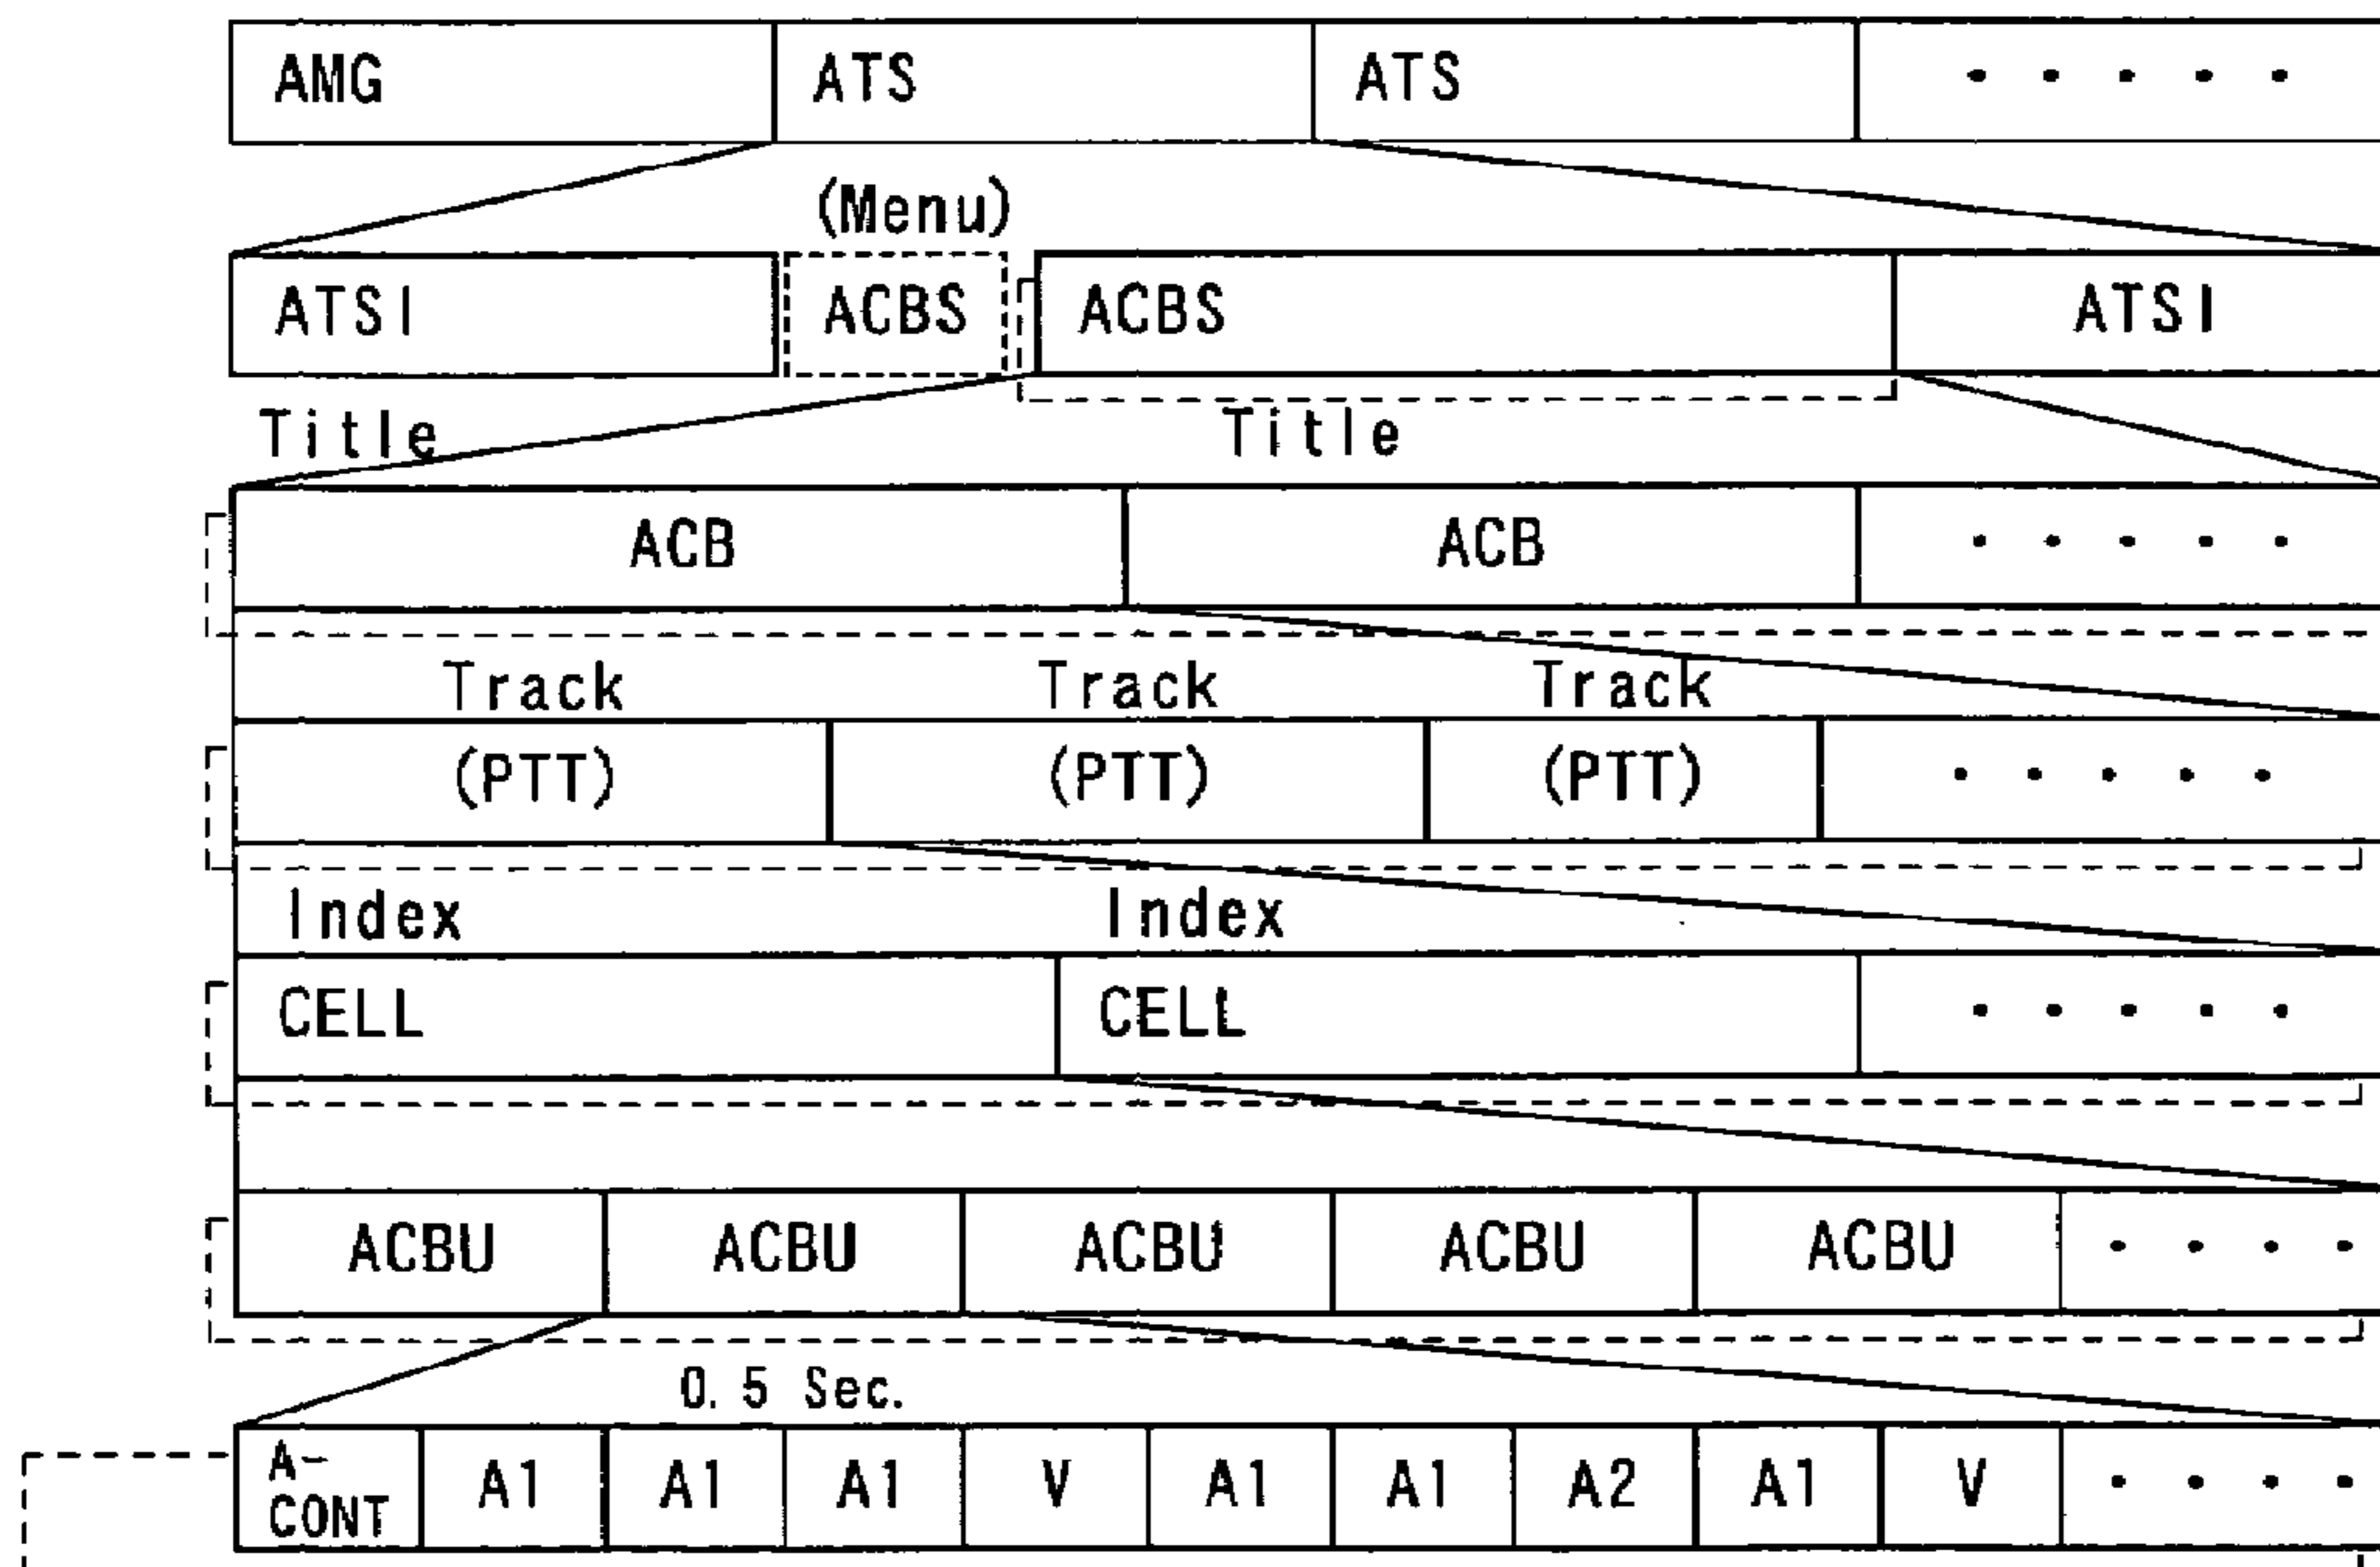 AMG ATS ATS • • • • •
(Menu)
ATSI ACBS ACBS ATSI
Title Title
ACB ACB • • • • •
Track Track Track
(PTT) (PTT) (PTT) • • • • •
Index Index
CELL CELL • • • • •
ACBU ACBU ACBU ACBU ACBU • • • •
0.5 Sec.
A-
CONT A1 A1 A1 V A1 A1 A2 A1 V • • • •